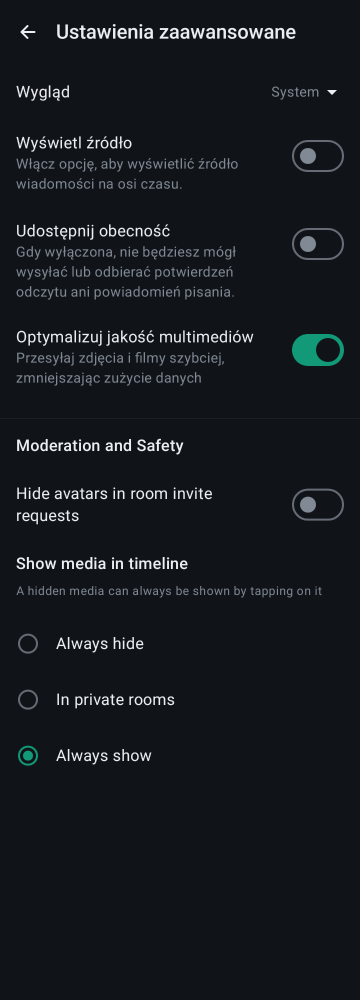 Ustawienia zaawansowane
Wygląd
System
Wyświetl źródło
Włącz opcję, aby wyświetlić źródło
wiadomości na osi czasu.
Udostępnij obecność
Gdy wyłączona, nie będziesz mógł
wysyłać lub odbierać potwierdzeń
odczytu ani powiadomień pisania.
Optymalizuj jakość multimediów
Przesyłaj zdjęcia i filmy szybciej,
zmniejszając zużycie danych
Moderation and Safety
Hide avatars in room invite
requests
Show media in timeline
A hidden media can always be shown by tapping on it
Always hide
In private rooms
Always show